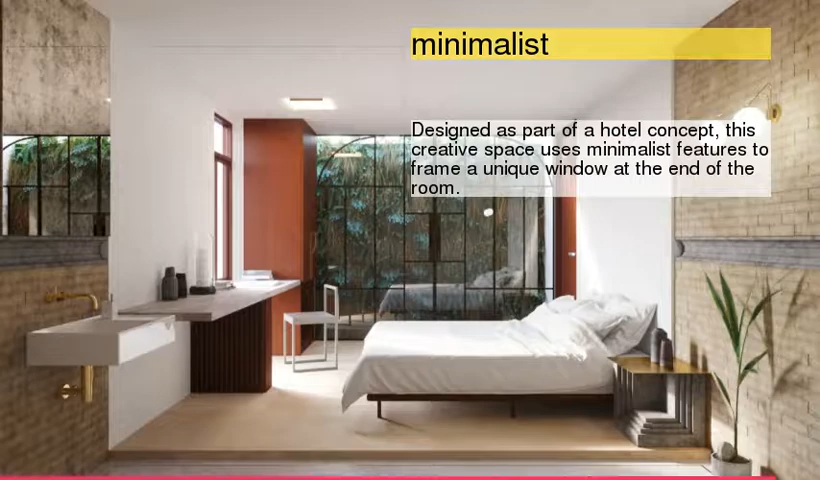 minimalist
Designed as part of a hotel concept, this
creative space uses minimalist features to
frame a unique window at the end of the
room.